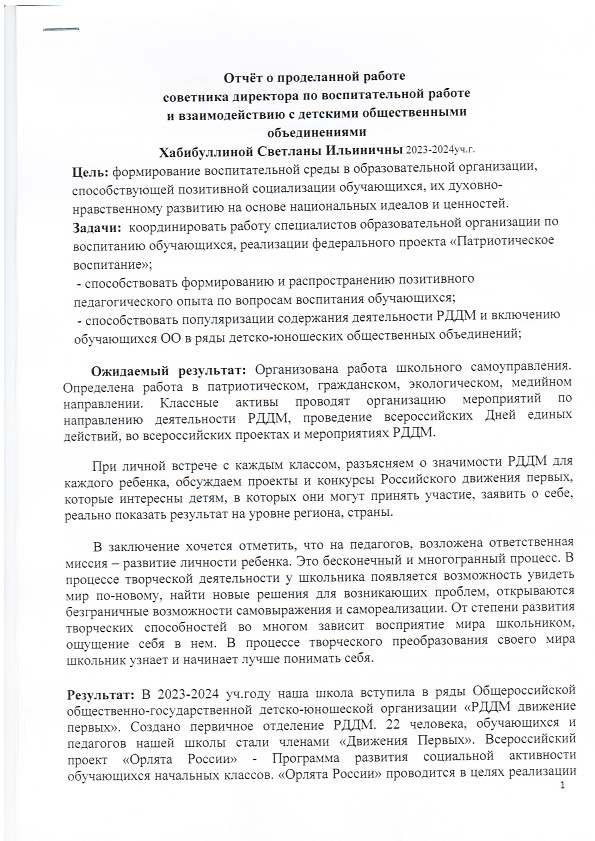 Отчёт о проделанной работе
советника директора по воспитательной работе
и взаимодействию с детскими общественными
объединениями
Хабибуллиной Светланы Ильиничны 2023-2024уч.г.
Цель: формирование воспитательной среды в образовательной организации,
способствующей позитивной социализации обучающихся, их духовно-
нравственному развитию на основе национальных идеалов и ценностей.
Задачи: координировать работу специалистов образовательной организации по
воспитанию обучающихся, реализации федерального проекта «Патриотическое
воспитание»;
- способствовать формированию и распространению позитивного
педагогического опыта по вопросам воспитания обучающихся;
- способствовать популяризации содержания деятельности РДДМ и включению
обучающихся ОО в ряды детско-юношеских общественных объединений;
Ожидаемый результат: Организована работа школьного самоуправления.
Определена работа в патриотическом, гражданском, экологическом, медийном
направлении. Классные активы проводят организацию мероприятий по
направлению деятельности РДДМ, проведение всероссийских Дней единых
действий, во всероссийских проектах и мероприятиях РДДМ.
При личной встрече с каждым классом, разъясняем о значимости РДДМ для
каждого ребенка, обсуждаем проекты и конкурсы Российского движения первых,
которые интересны детям, в которых они могут принять участие, заявить о себе,
реально показать результат на уровне региона, страны.
В заключение хочется отметить, что на педагогов, возложена ответственная
миссия – развитие личности ребенка. Это бесконечный и многогранный процесс. В
процессе творческой деятельности у школьника появляется возможность увидеть
мир по-новому, найти новые решения для возникающих проблем, открываются
безграничные возможности самовыражения и самореализации. От степени развития
творческих способностей во многом зависит восприятие мира школьником,
ощущение себя в нем. В процессе творческого преобразования своего мира
школьник узнает и начинает лучше понимать себя.
Результат: В 2023-2024 уч.году наша школа вступила в ряды Общероссийской
общественно-государственной детско-юношеской организации «РДДМ движение
первых». Создано первичное отделение РДДМ. 22 человека, обучающихся и
педагогов нашей школы стали членами «Движения Первых». Всероссийский
проект «Орлята России» - Программа развития социальной активности
обучающихся начальных классов. «Орлята России» проводится в целях реализации
1